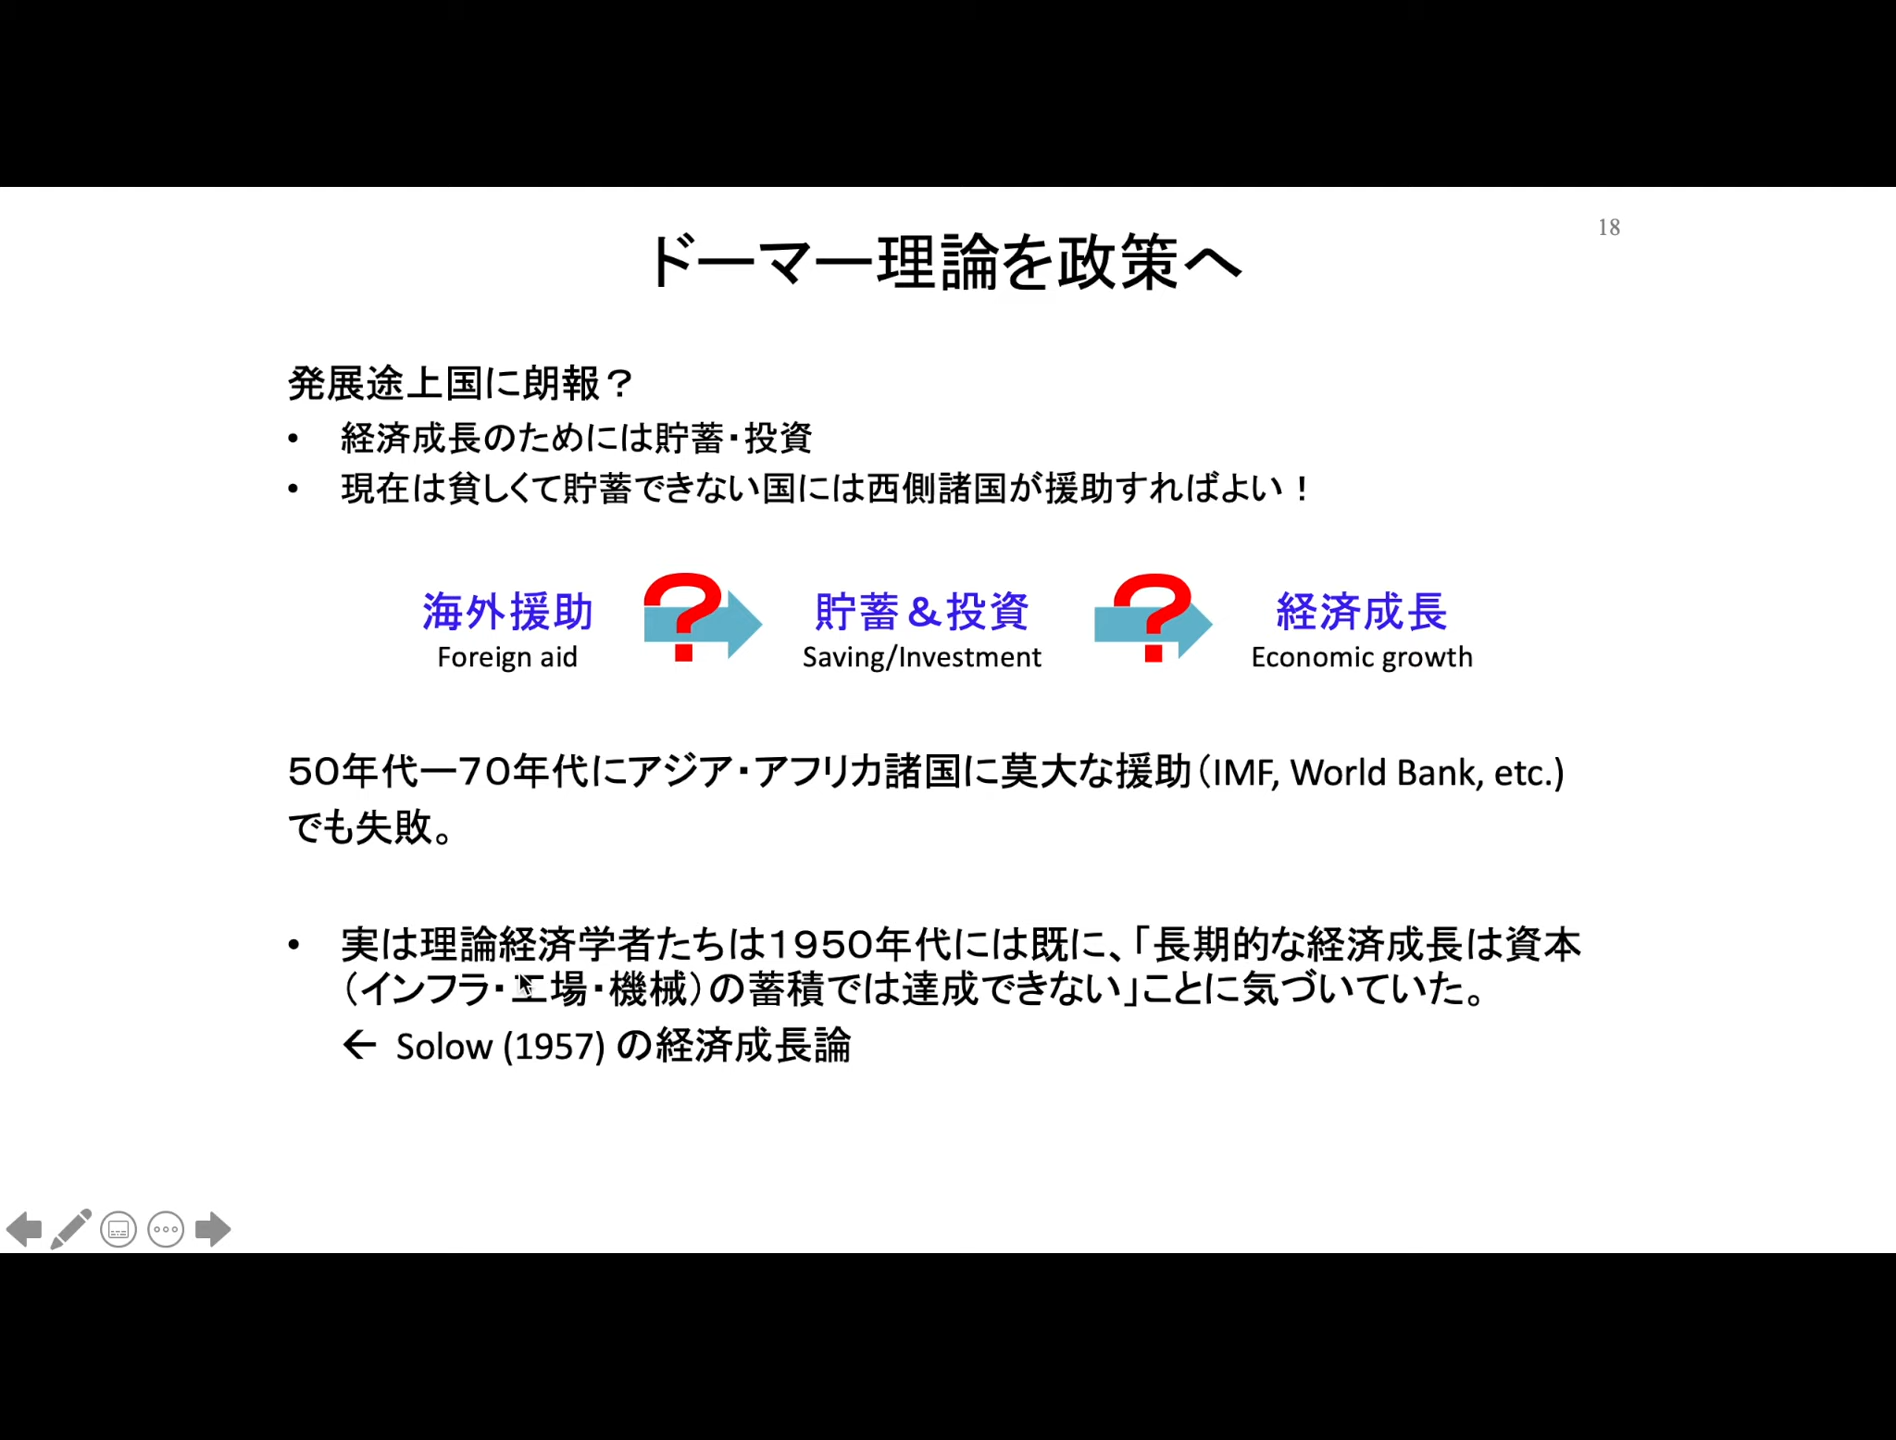 18
ドーマー理論を政策へ
発展途上国に朗報？
• 経済成長のためには貯蓄・投資
• 現在は貧しくて貯蓄できない国には西側諸国が援助すればよい！
海外援助 ? 貯蓄＆投資 ? 経済成長
Foreign aid Saving/Investment Economic growth
５０年代ー７０年代にアジア・アフリカ諸国に莫大な援助（IMF, World Bank, etc.)
でも失敗。
• 実は理論経済学者たちは１９５０年代には既に、「長期的な経済成長は資本
（インフラ・工場・機械）の蓄積では達成できない」ことに気づいていた。
← Solow (1957) の経済成長論